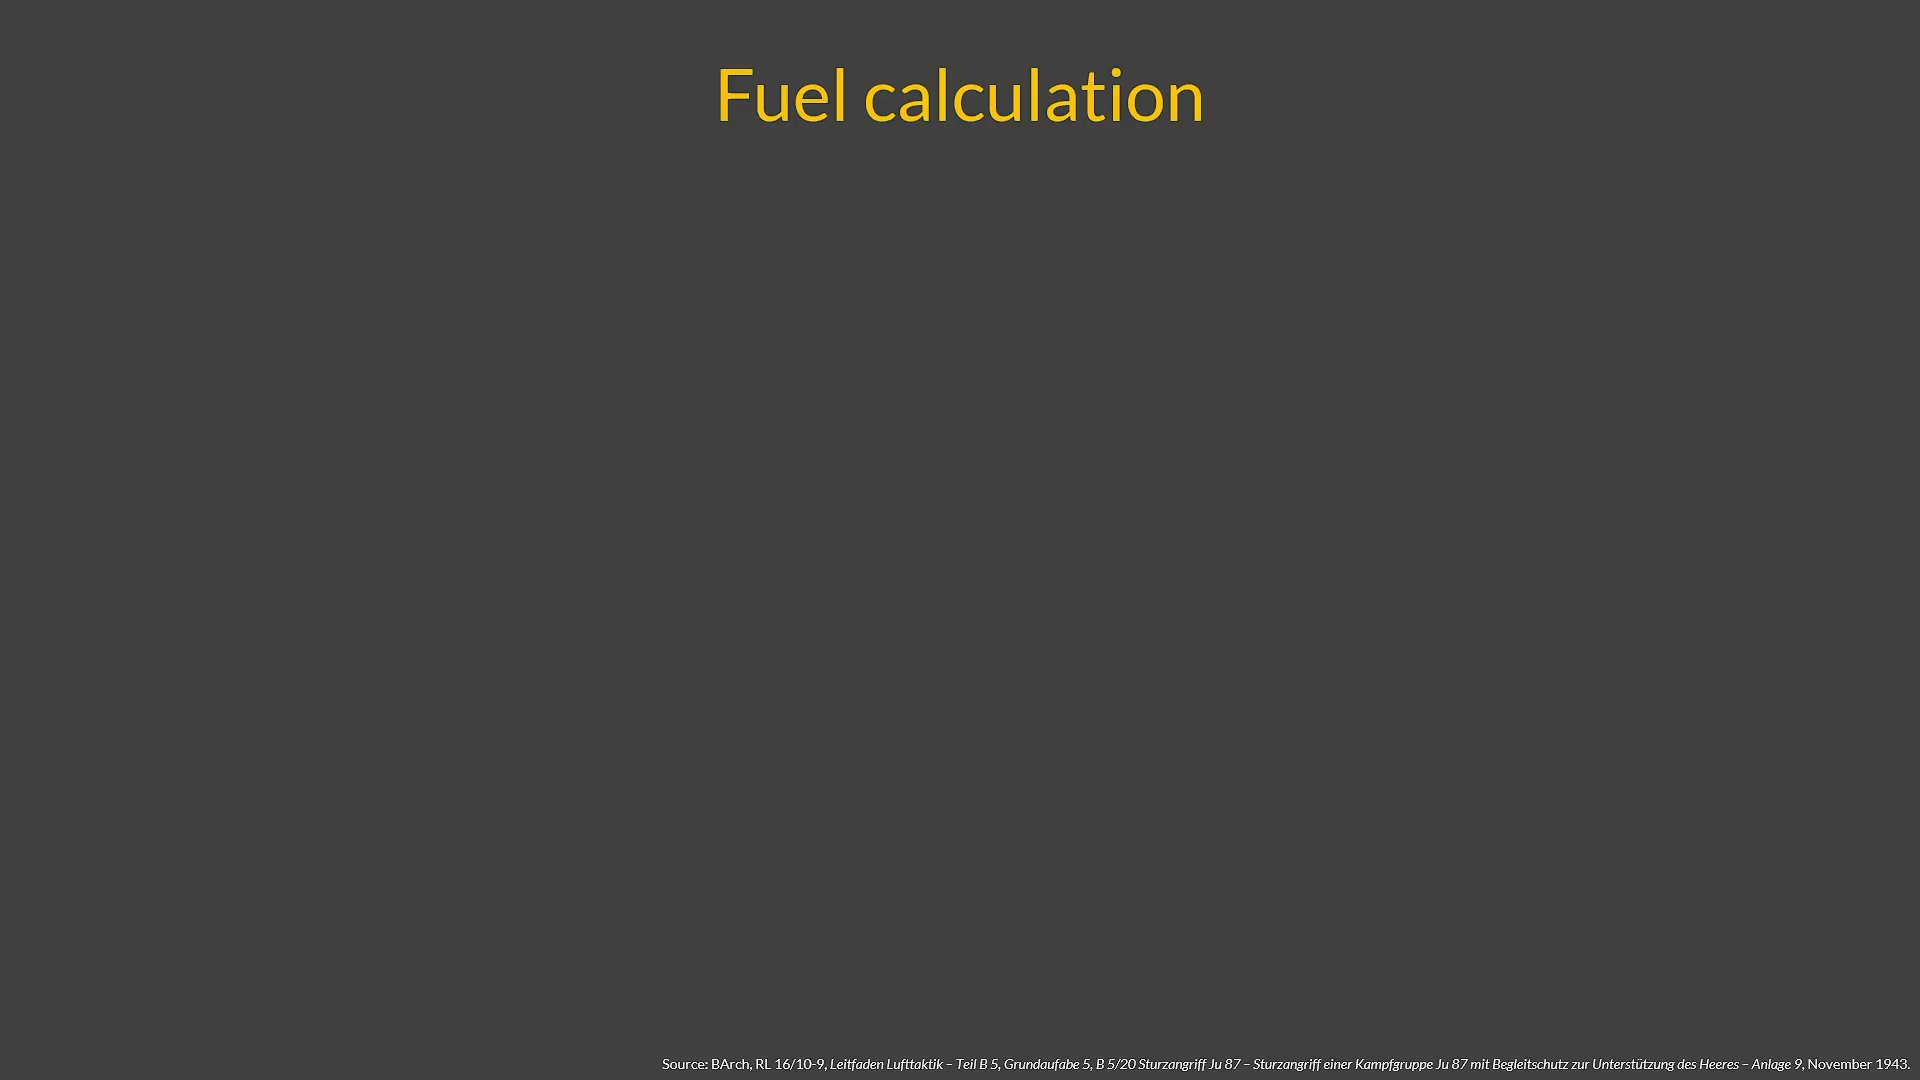 Fuel calculation
Source: BArch, RL 16/10-9, Leitfaden Lufttaktik – Teil B 5, Grundaufabe 5, B 5/20 Sturzangriff Ju 87 – Sturzangriff einer Kampfgruppe Ju 87 mit Begleitschutz zur Unterstützung des Heeres – Anlage 9, November 1943.